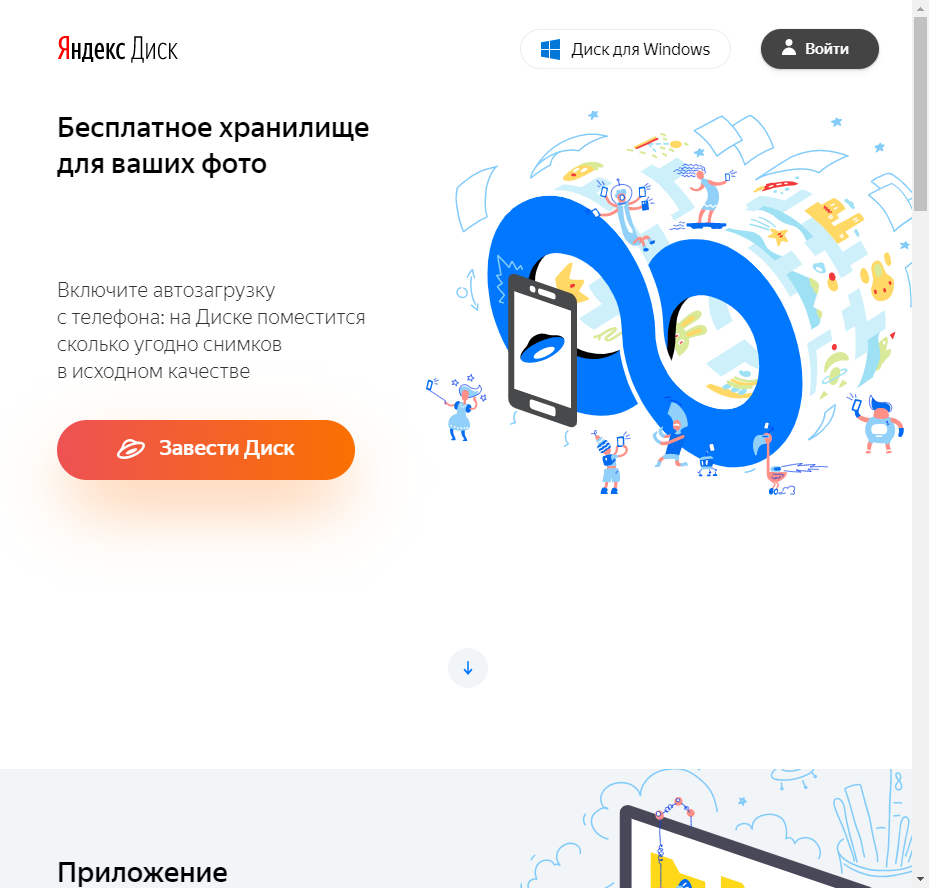 Яндекс Диск
Диск для Windows
Войти
Бесплатное хранилище
для ваших фото
Включите автозагрузку
с телефона: на Диске поместится
сколько угодно снимков
в исходном качестве
Завести Диск
Приложение